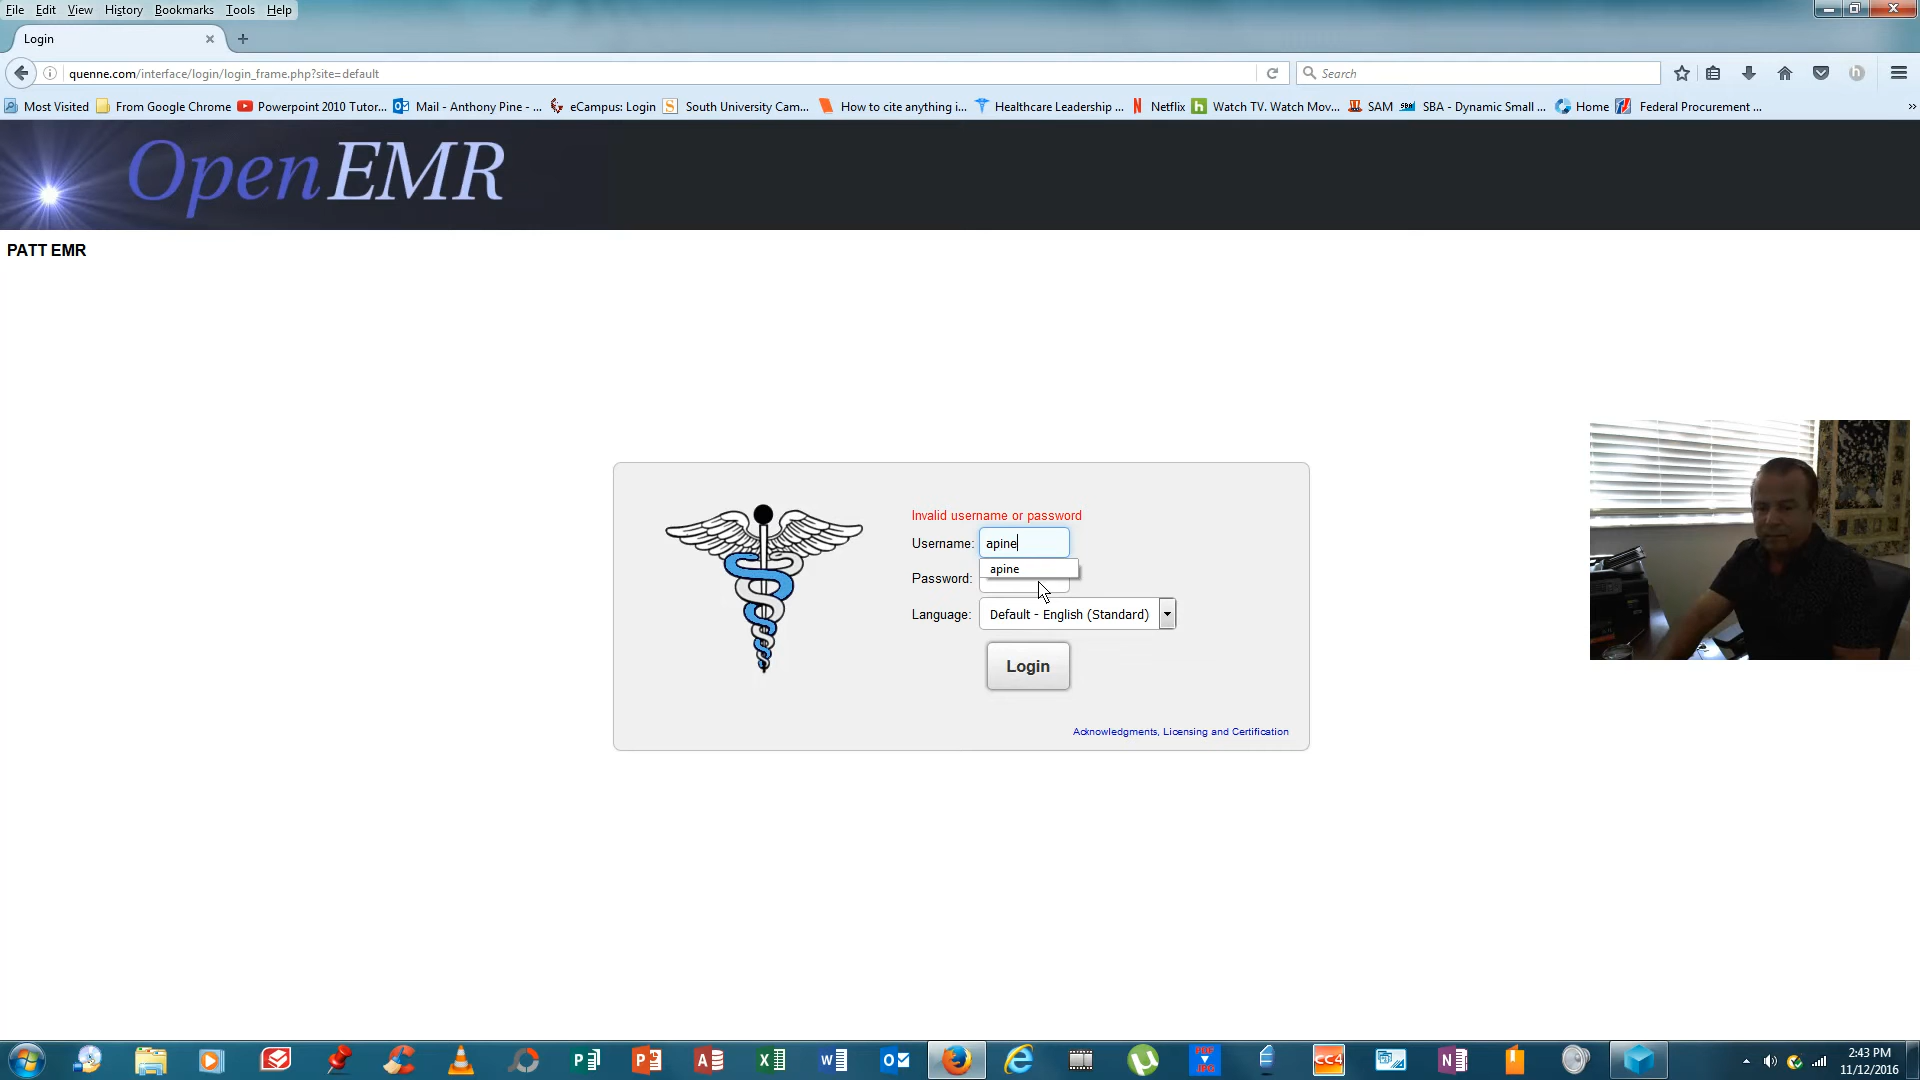 File Edit View History Bookmarks Tools Help
Login
quenne.com/interface/login/login_frame.php?site=default
Search
Most Visited From Google Chrome Powerpoint 2010 Tutor... Mail - Anthony Pine - ... eCampus: Login South University Cam... How to cite anything i... Healthcare Leadership ... Netflix Watch TV. Watch Mov... SAM SBA - Dynamic Small ... Home Federal Procurement ...
OpenEMR
PATT EMR
Invalid username or password
Username: apine
apine
Password:
Language: Default - English (Standard)
Login
Acknowledgments, Licensing and Certification
2:43 PM
11/12/2016